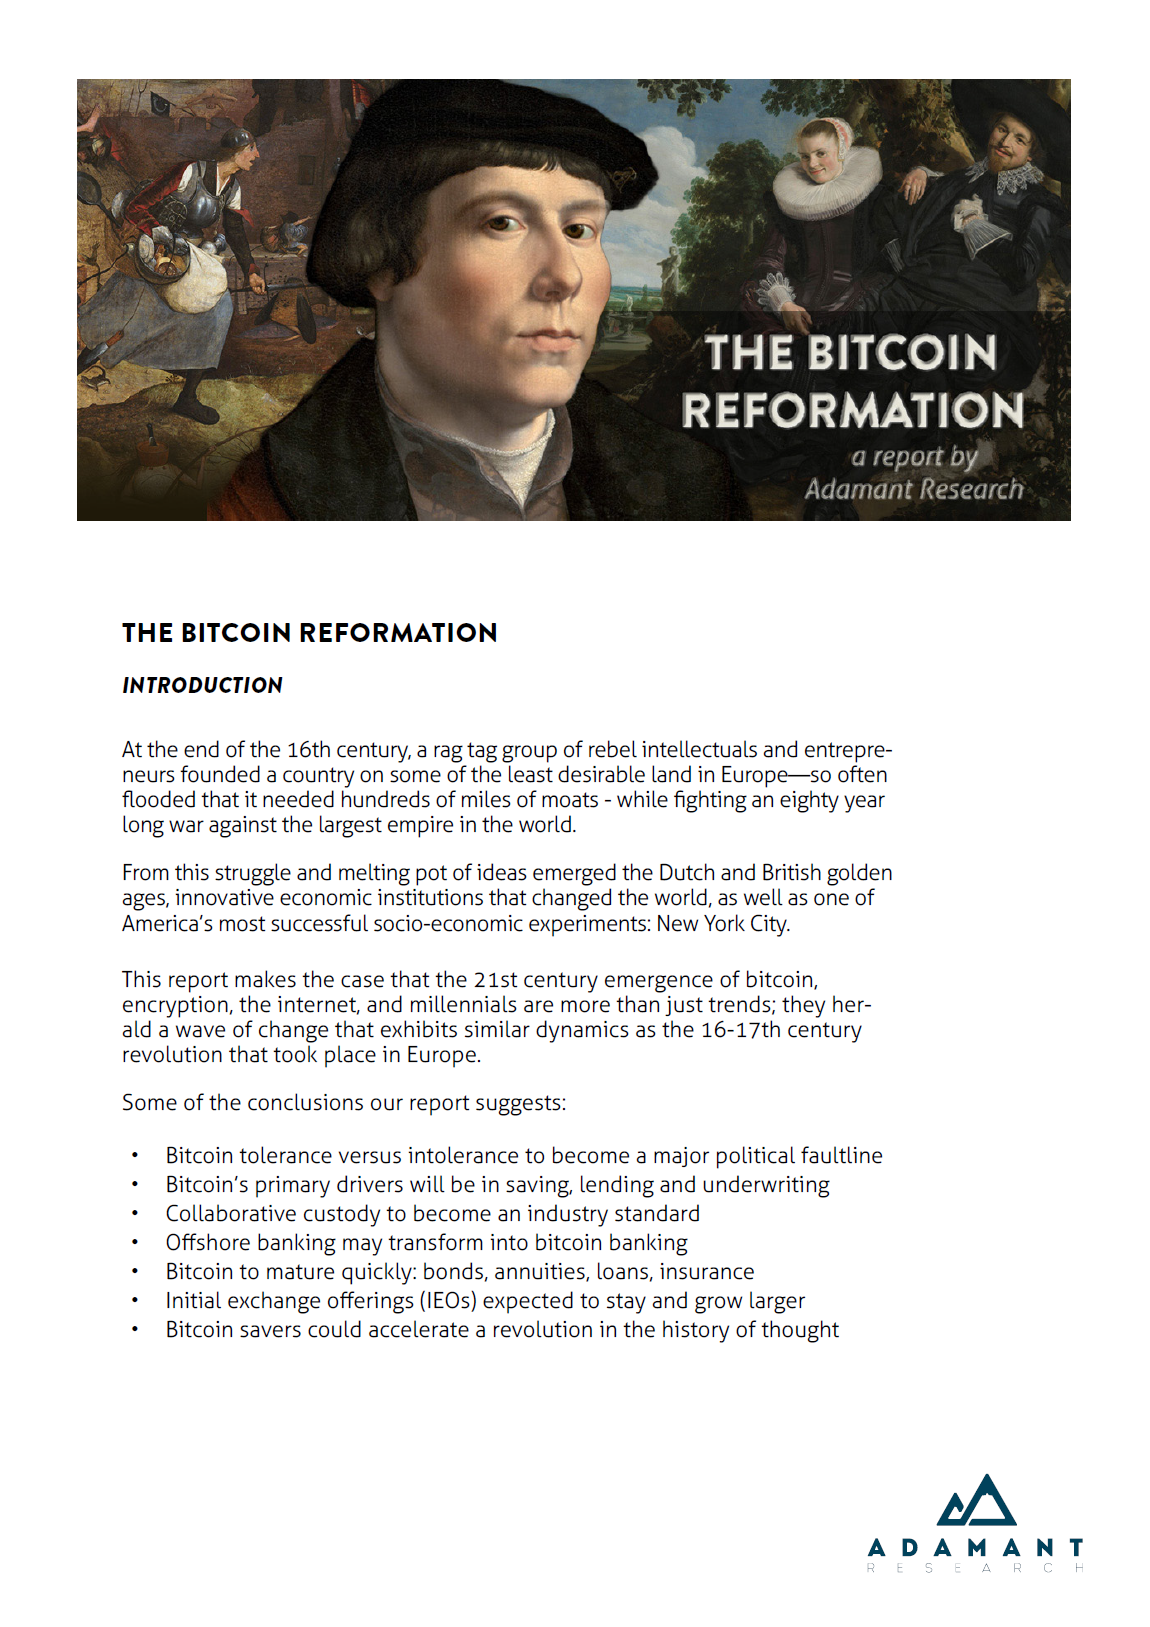 THE BITCOIN
REFORMATION
a report by
Adamant Research
THE BITCOIN REFORMATION
INTRODUCTION
At the end of the 16th century, a rag tag group of rebel intellectuals and entrepre-
neurs founded a country on some of the least desirable land in Europe—so often
flooded that it needed hundreds of miles of moats - while fighting an eighty year
long war against the largest empire in the world.
From this struggle and melting pot of ideas emerged the Dutch and British golden
ages, innovative economic institutions that changed the world, as well as one of
America’s most successful socio-economic experiments: New York City.
This report makes the case that the 21st century emergence of bitcoin,
encryption, the internet, and millennials are more than just trends; they her-
ald a wave of change that exhibits similar dynamics as the 16-17th century
revolution that took place in Europe.
Some of the conclusions our report suggests:
• Bitcoin tolerance versus intolerance to become a major political faultline
• Bitcoin’s primary drivers will be in saving, lending and underwriting
• Collaborative custody to become an industry standard
• Offshore banking may transform into bitcoin banking
• Bitcoin to mature quickly: bonds, annuities, loans, insurance
• Initial exchange offerings (IEOs) expected to stay and grow larger
• Bitcoin savers could accelerate a revolution in the history of thought
ADAMANT
RESEARCH